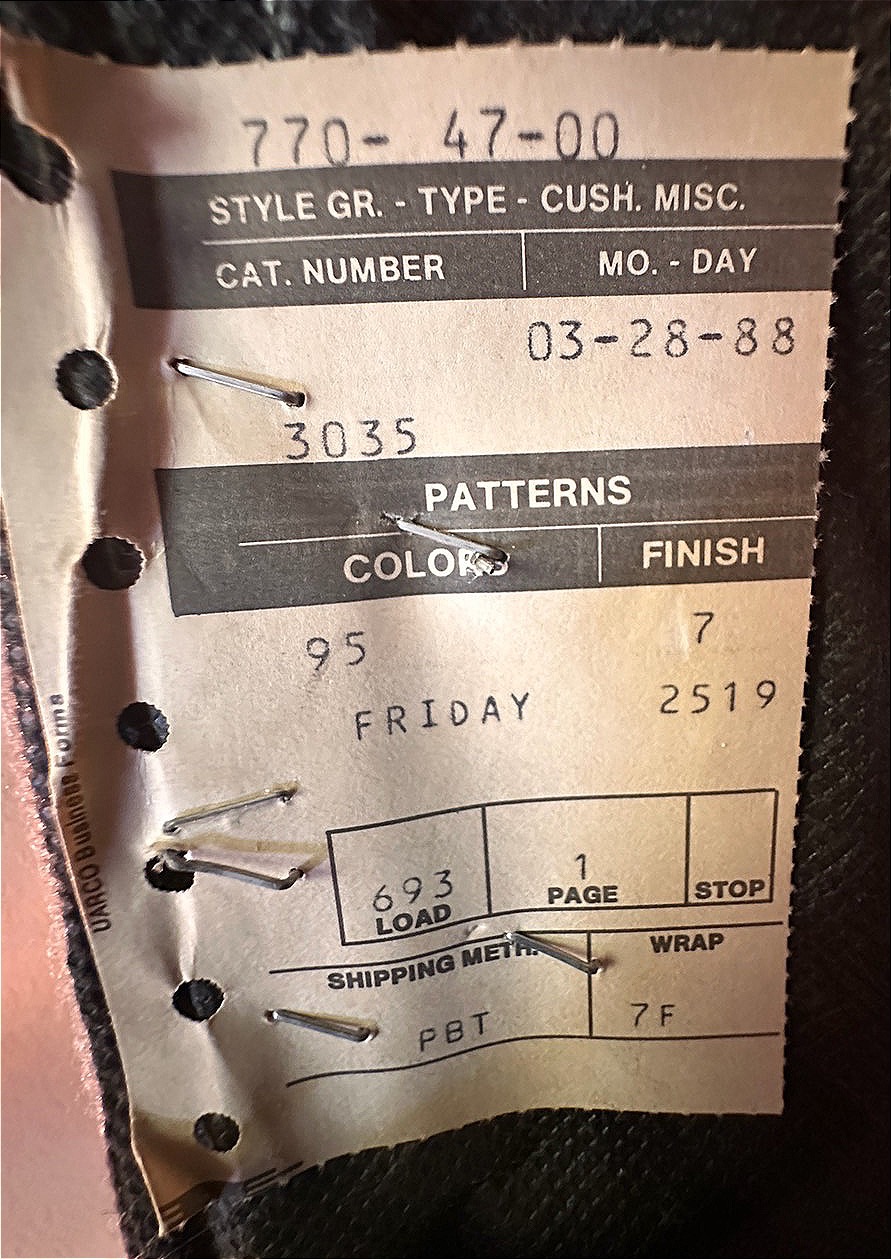 770- 47-00
STYLE GR. - TYPE - CUSH. MISC.
CAT. NUMBER MO. - DAY
03-28-88
3035
PATTERNS
COLORS FINISH
95 7
FRIDAY 2519
693 1
LOAD PAGE STOP
SHIPPING METH. WRAP
PBT 7F
UARCO Business Forms